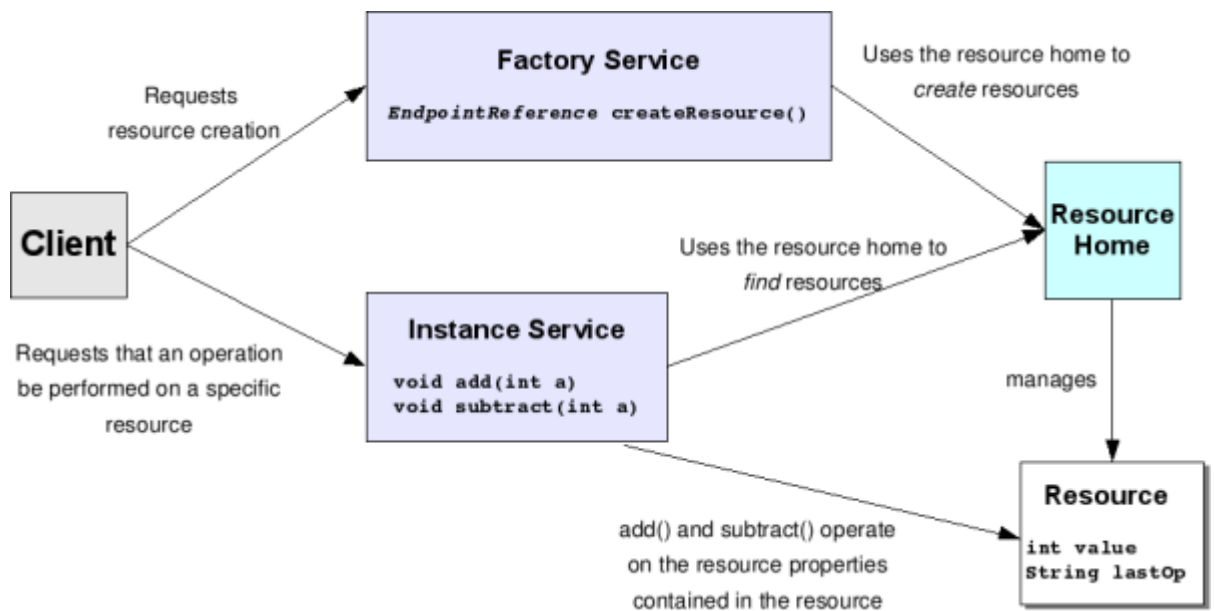 Factory Service
EndpointReference createResource()
Uses the resource home to
create resources
Requests
resource creation
Client
Resource
Home
Uses the resource home to
find resources
Instance Service
void add(int a)
void subtract(int a)
Requests that an operation
be performed on a specific
resource
manages
Resource
int value
String lastOp
add() and subtract() operate
on the resource properties
contained in the resource